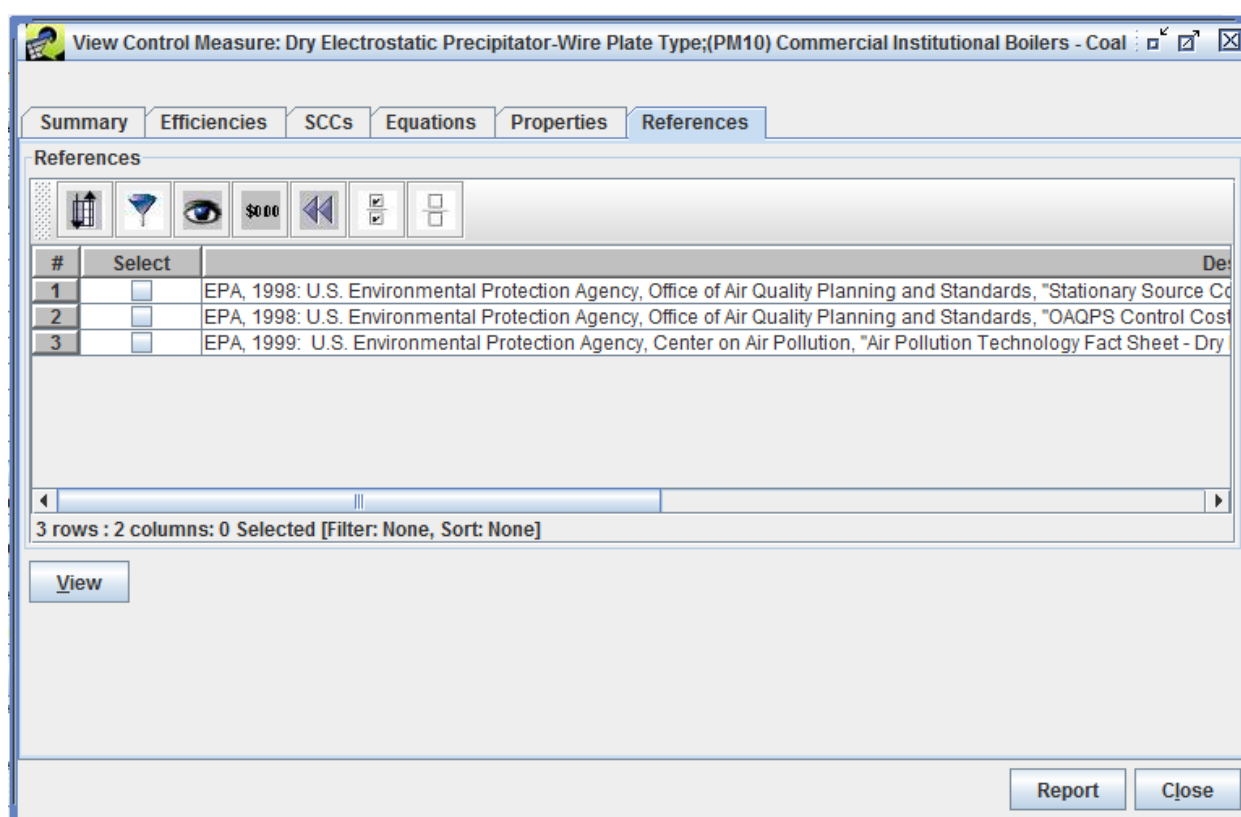 View Control Measure: Dry Electrostatic Precipitator-Wire Plate Type;(PM10) Commercial Institutional Boilers - Coal
Summary Efficiencies SCCs Equations Properties References
References
$0.00
# Select Des
1 EPA, 1998: U.S. Environmental Protection Agency, Office of Air Quality Planning and Standards, "Stationary Source Co
2 EPA, 1998: U.S. Environmental Protection Agency, Office of Air Quality Planning and Standards, "OAQPS Control Cost
3 EPA, 1999: U.S. Environmental Protection Agency, Center on Air Pollution, "Air Pollution Technology Fact Sheet - Dry
3 rows : 2 columns: 0 Selected [Filter: None, Sort: None]
View
Report Close